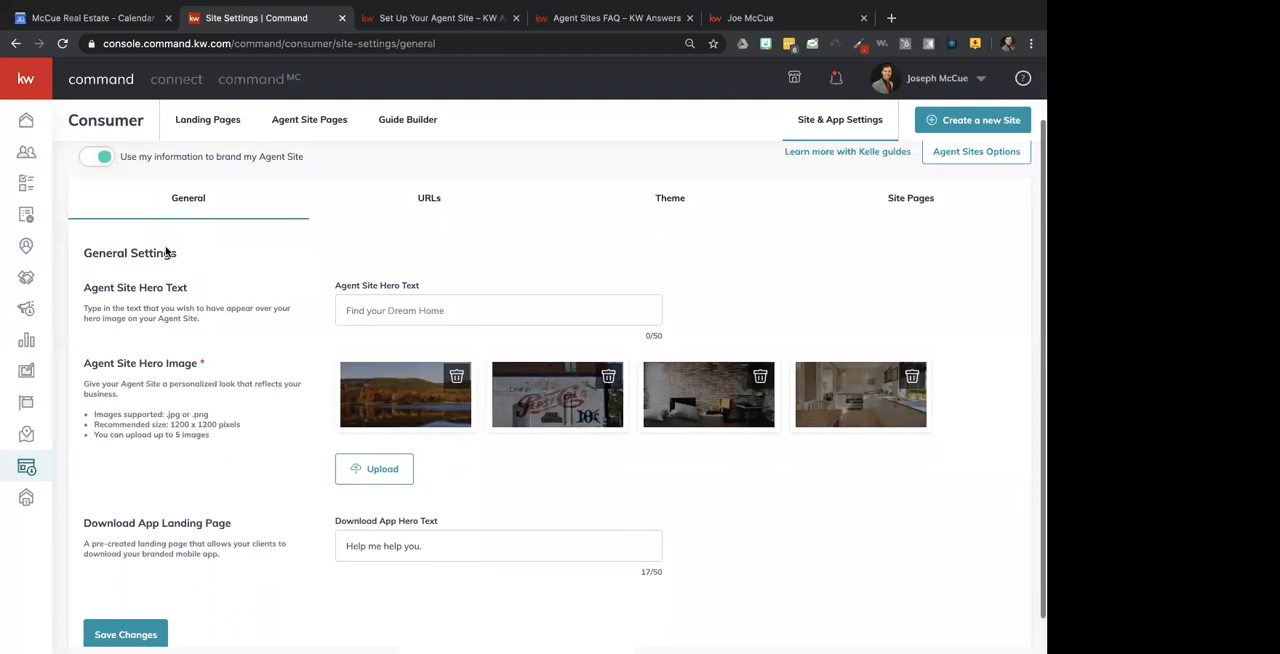 McCue Real Estate - Calendar
Site Settings | Command
Set Up Your Agent Site – KW A
Agent Sites FAQ – KW Answers
Joe McCue
console.command.kw.com/command/consumer/site-settings/general
kw
command
connect
command MC
Joseph McCue
Consumer
Landing Pages
Agent Site Pages
Guide Builder
Site & App Settings
Create a new Site
Use my information to brand my Agent Site
Learn more with Kelle guides
Agent Sites Options
General
URLs
Theme
Site Pages
General Settings
Agent Site Hero Text
Type in the text that you wish to have appear over your
hero image on your Agent Site.
Agent Site Hero Text
Find your Dream Home
0/50
Agent Site Hero Image *
Give your Agent Site a personalized look that reflects your
business.
Images supported: .jpg or .png
Recommended size: 1200 x 1200 pixels
You can upload up to 5 images
Upload
Download App Landing Page
A pre-created landing page that allows your clients to
download your branded mobile app.
Download App Hero Text
Help me help you.
17/50
Save Changes